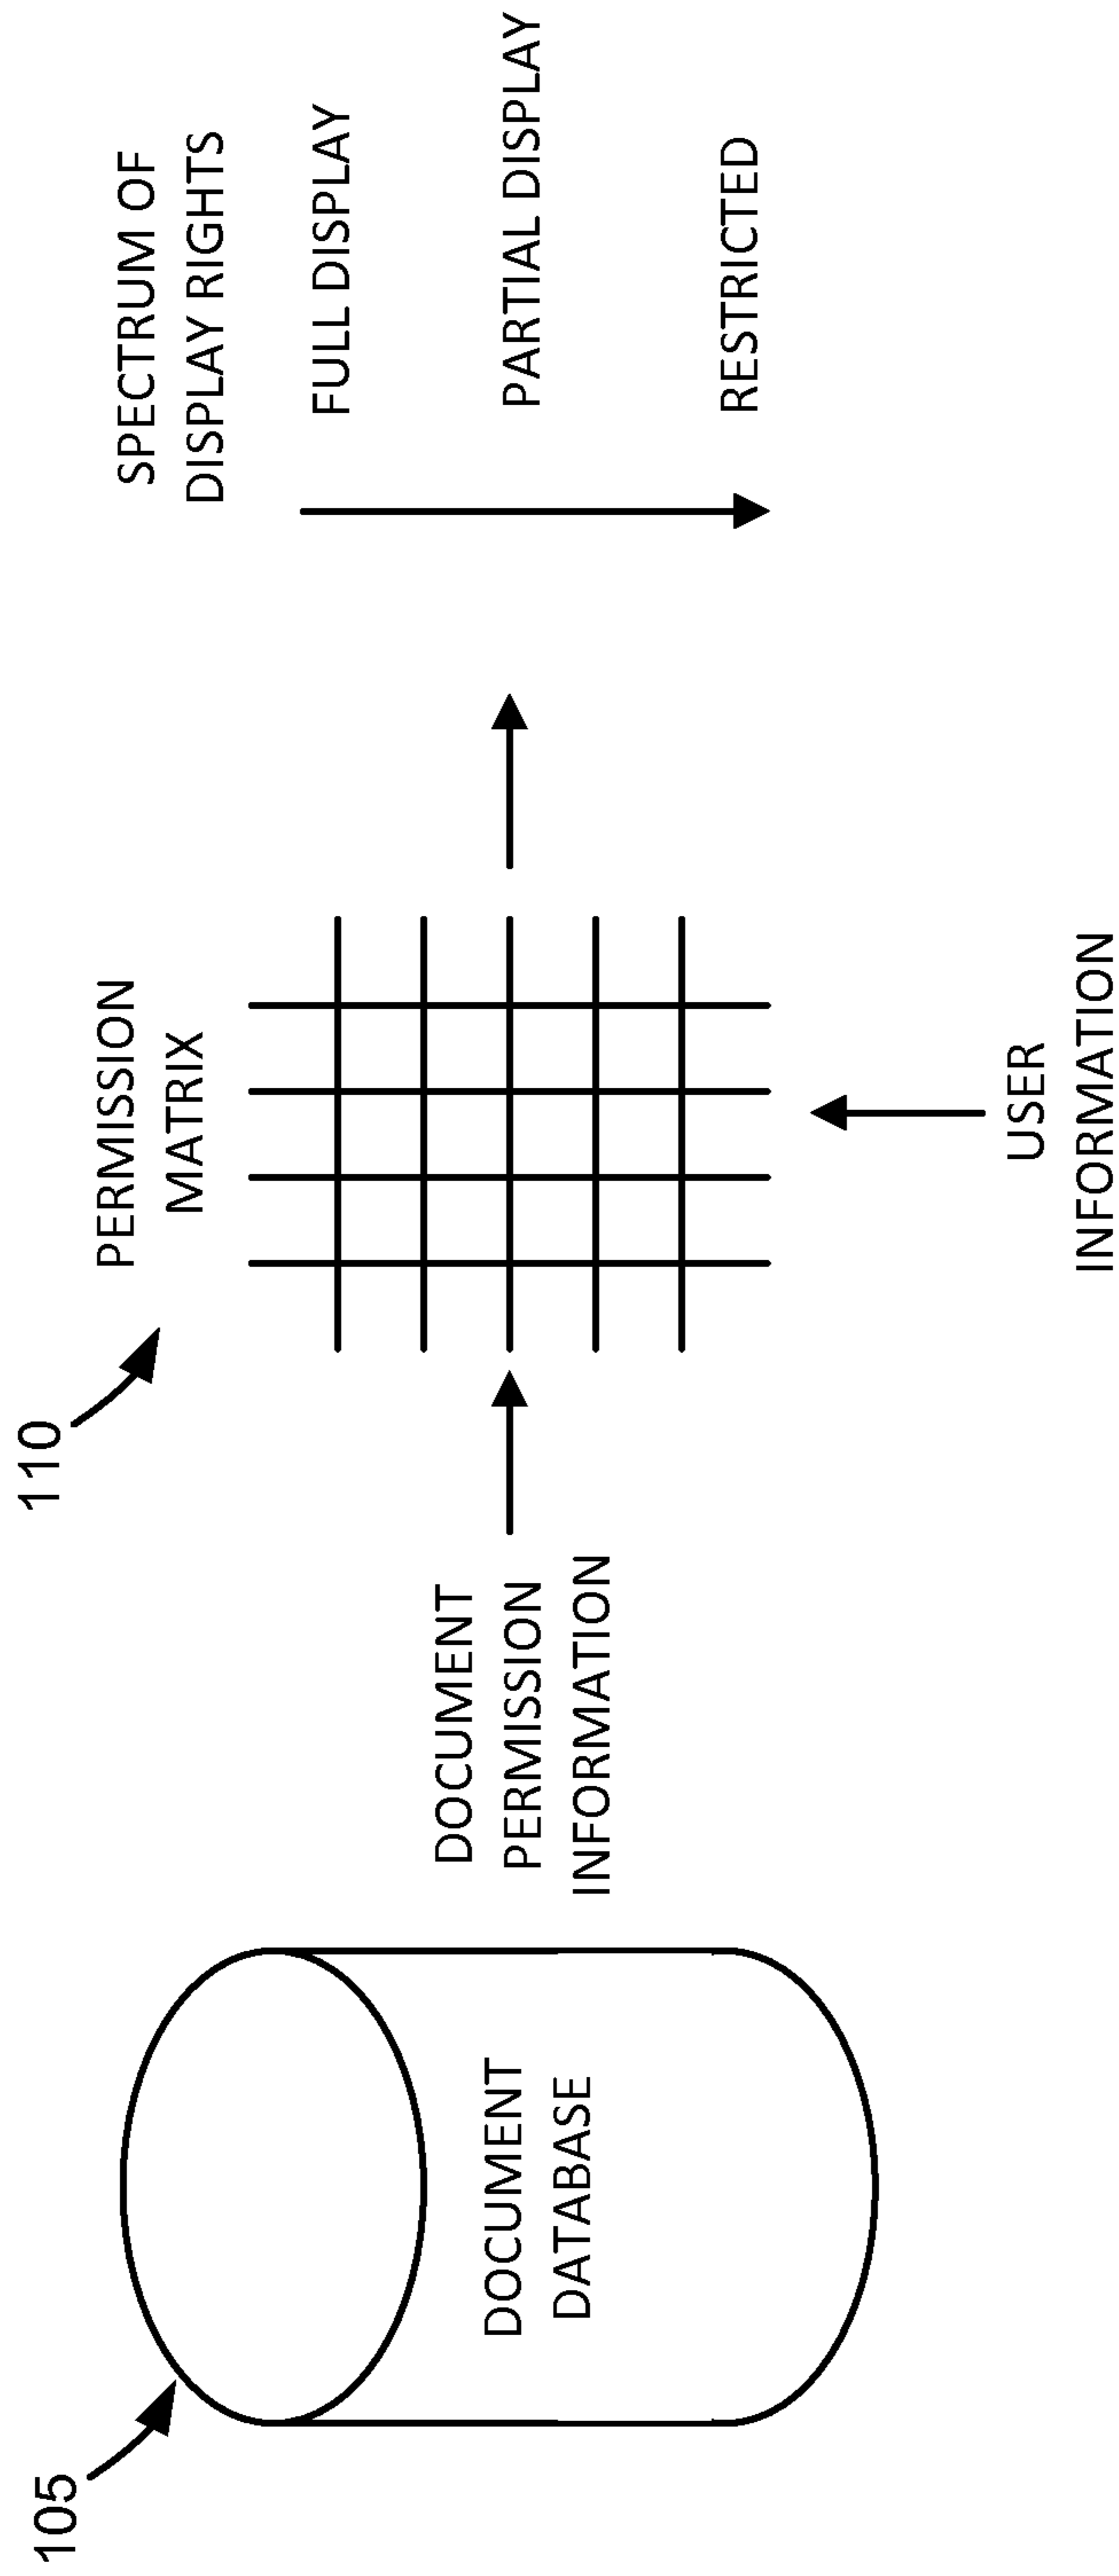 105
DOCUMENT
DATABASE
DOCUMENT
PERMISSION
INFORMATION
110
PERMISSION
MATRIX
USER
INFORMATION
SPECTRUM OF
DISPLAY RIGHTS
FULL DISPLAY
PARTIAL DISPLAY
RESTRICTED